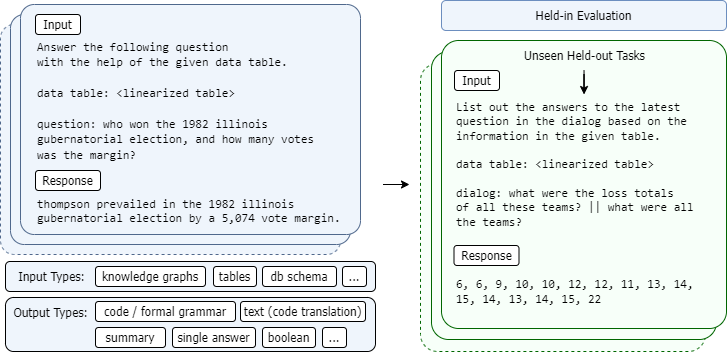 Input
Answer the following question
with the help of the given data table.
data table: <linearized table>
question: who won the 1982 illinois
gubernatorial election, and how many votes
was the margin?
Response
thompson prevailed in the 1982 illinois
gubernatorial election by a 5,074 vote margin.
Input Types: knowledge graphs tables db schema ...
Output Types: code / formal grammar text (code translation)
summary single answer boolean ...
Held-in Evaluation
Unseen Held-out Tasks
Input
List out the answers to the latest
question in the dialog based on the
information in the given table.
data table: <linearized table>
dialog: what were the loss totals
of all these teams? || what were all
the teams?
Response
6, 6, 9, 10, 10, 12, 12, 11, 13, 14,
15, 14, 13, 14, 15, 22